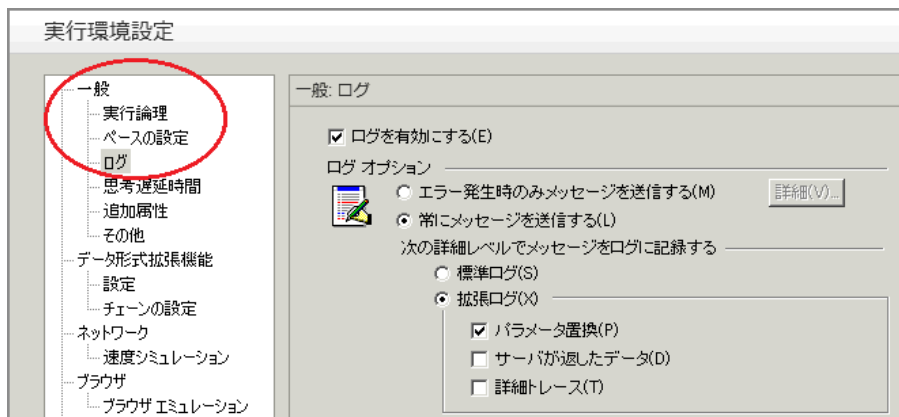 実行環境設定
一般
実行論理
ペースの設定
ログ
思考遅延時間
追加属性
その他
データ形式拡張機能
設定
チェーンの設定
ネットワーク
速度シミュレーション
ブラウザ
ブラウザ エミュレーション
一般: ログ
ログを有効にする(E)
ログ オプション
エラー発生時のみメッセージを送信する(M)
詳細(V)...
常にメッセージを送信する(L)
次の詳細レベルでメッセージをログに記録する
標準ログ(S)
拡張ログ(X)
パラメータ置換(P)
サーバが返したデータ(D)
詳細トレース(T)